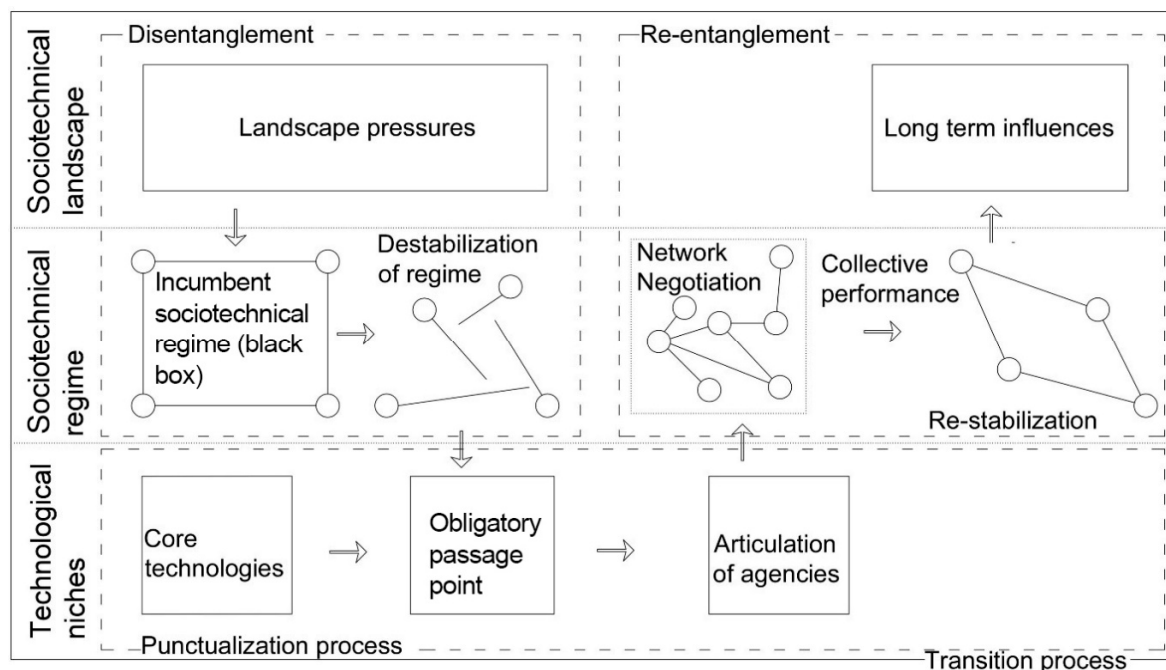 Sociotechnical
landscape
Disentanglement
Landscape pressures
Re-entanglement
Long term influences
Sociotechnical
regime
Incumbent
sociotechnical
regime (black
box)
Destabilization
of regime
Network
Negotiation
Collective
performance
Re-stabilization
Technological
niches
Core
technologies
Obligatory
passage
point
Articulation
of agencies
Punctualization process
Transition process